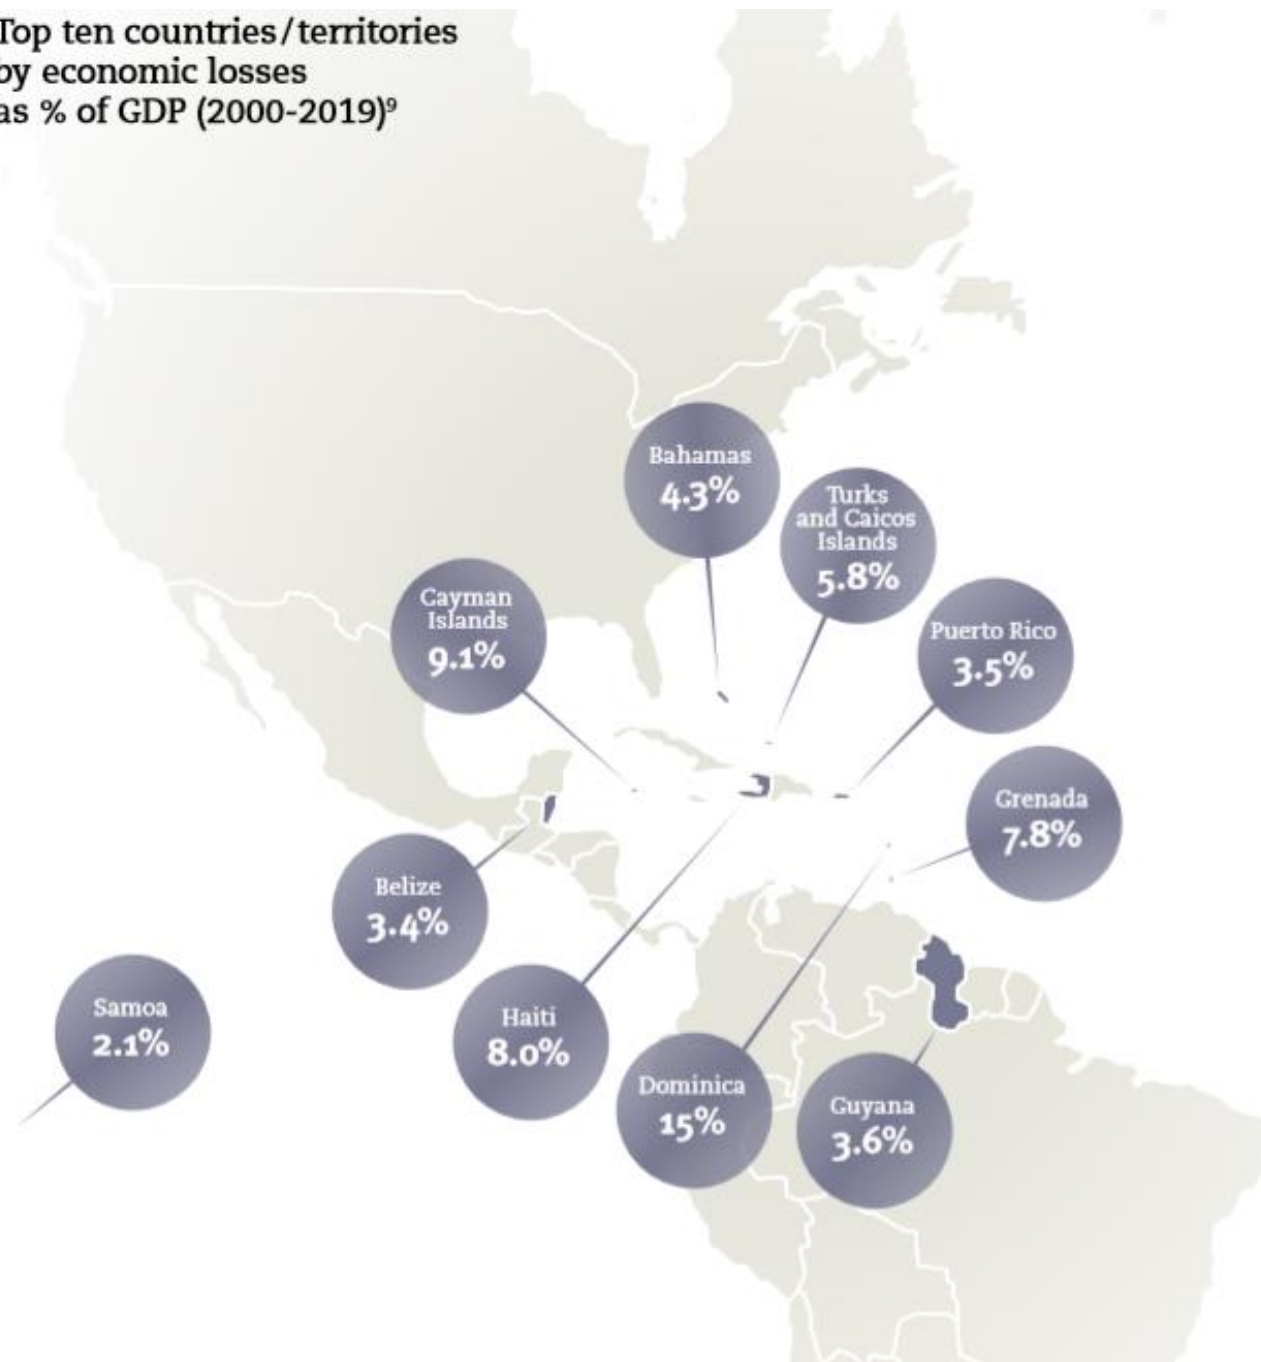 Top ten countries/territories
by economic losses
as % of GDP (2000-2019)⁹
Bahamas
4.3%
Turks
and Caicos
Islands
5.8%
Cayman
Islands
9.1%
Puerto Rico
3.5%
Grenada
7.8%
Belize
3.4%
Samoa
2.1%
Haiti
8.0%
Dominica
15%
Guyana
3.6%